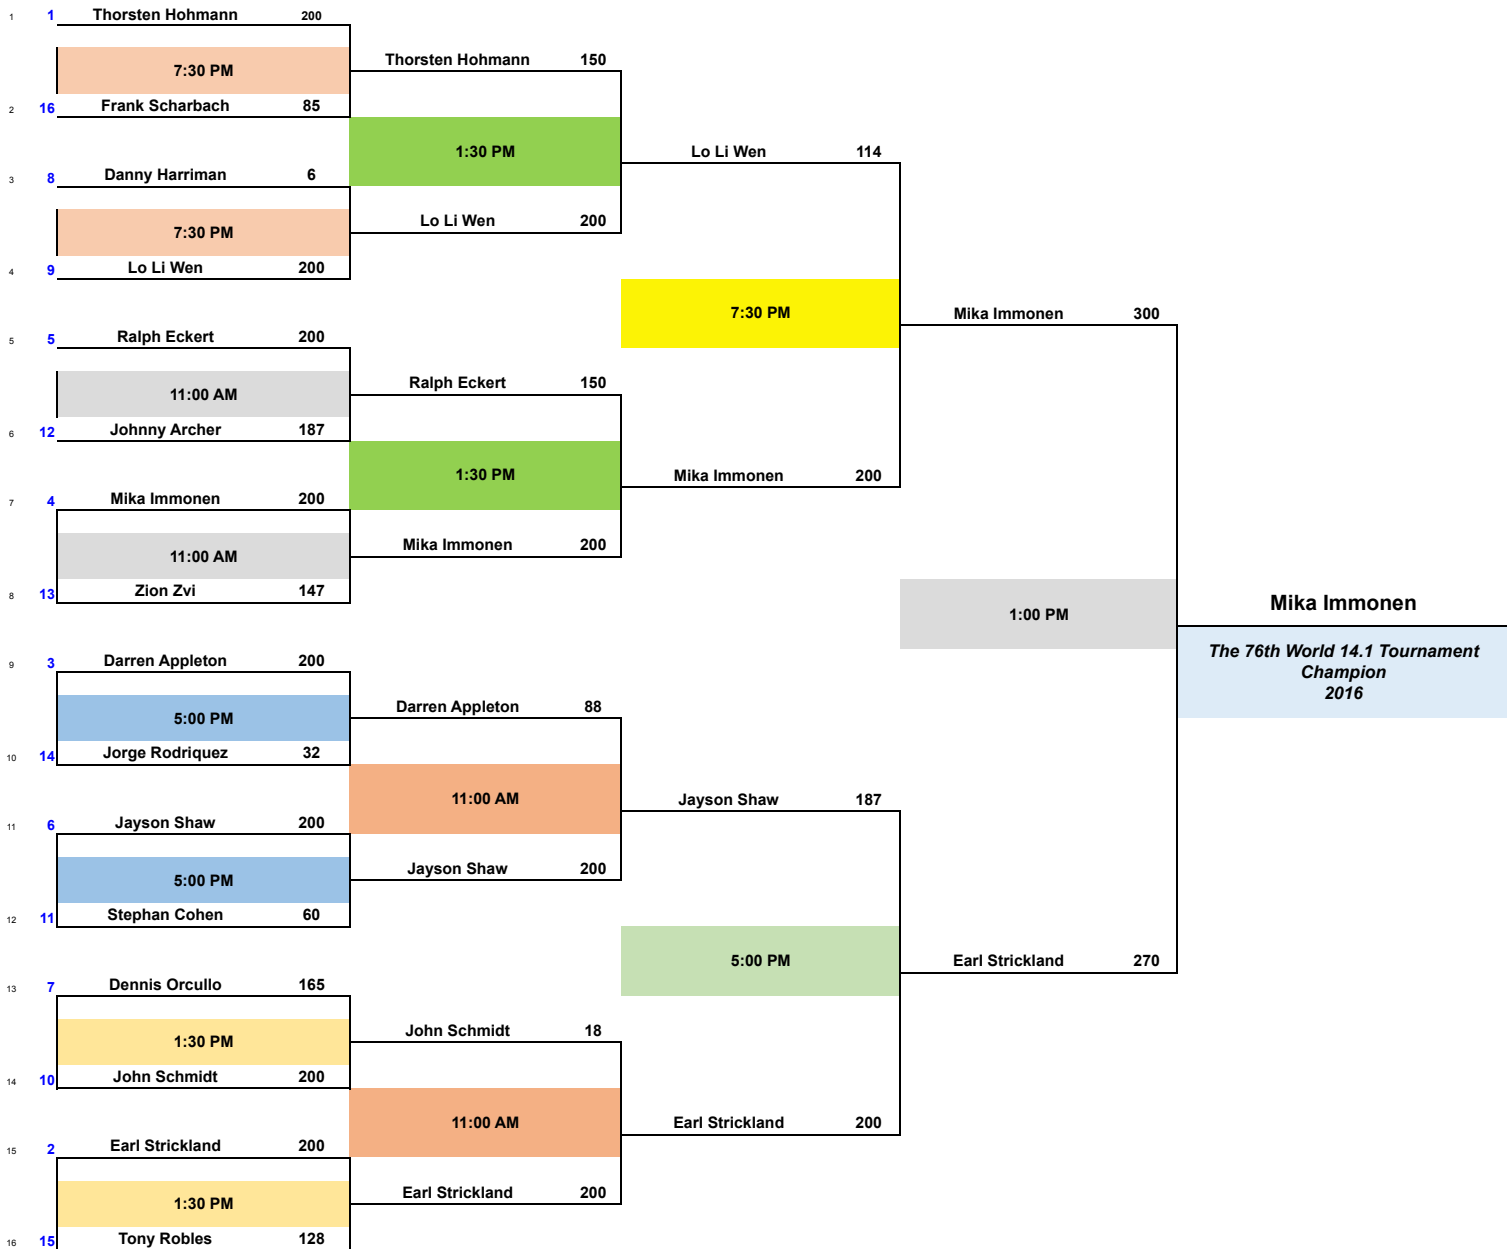 1 1 Thorsten Hohmann 200
Thorsten Hohmann 150
7:30 PM
2 16 Frank Scharbach 85
1:30 PM
Lo Li Wen 114
3 8 Danny Harriman 6
Lo Li Wen 200
7:30 PM
4 9 Lo Li Wen 200
7:30 PM
Mika Immonen 300
5 5 Ralph Eckert 200
Ralph Eckert 150
11:00 AM
6 12 Johnny Archer 187
1:30 PM
Mika Immonen 200
7 4 Mika Immonen 200
Mika Immonen 200
11:00 AM
8 13 Zion Zvi 147
Mika Immonen
1:00 PM
The 76th World 14.1 Tournament
Champion
2016
9 3 Darren Appleton 200
Darren Appleton 88
5:00 PM
10 14 Jorge Rodriquez 32
11:00 AM
Jayson Shaw 187
11 6 Jayson Shaw 200
Jayson Shaw 200
5:00 PM
12 11 Stephan Cohen 60
5:00 PM
Earl Strickland 270
13 7 Dennis Orcullo 165
John Schmidt 18
1:30 PM
14 10 John Schmidt 200
11:00 AM
Earl Strickland 200
15 2 Earl Strickland 200
Earl Strickland 200
1:30 PM
16 15 Tony Robles 128